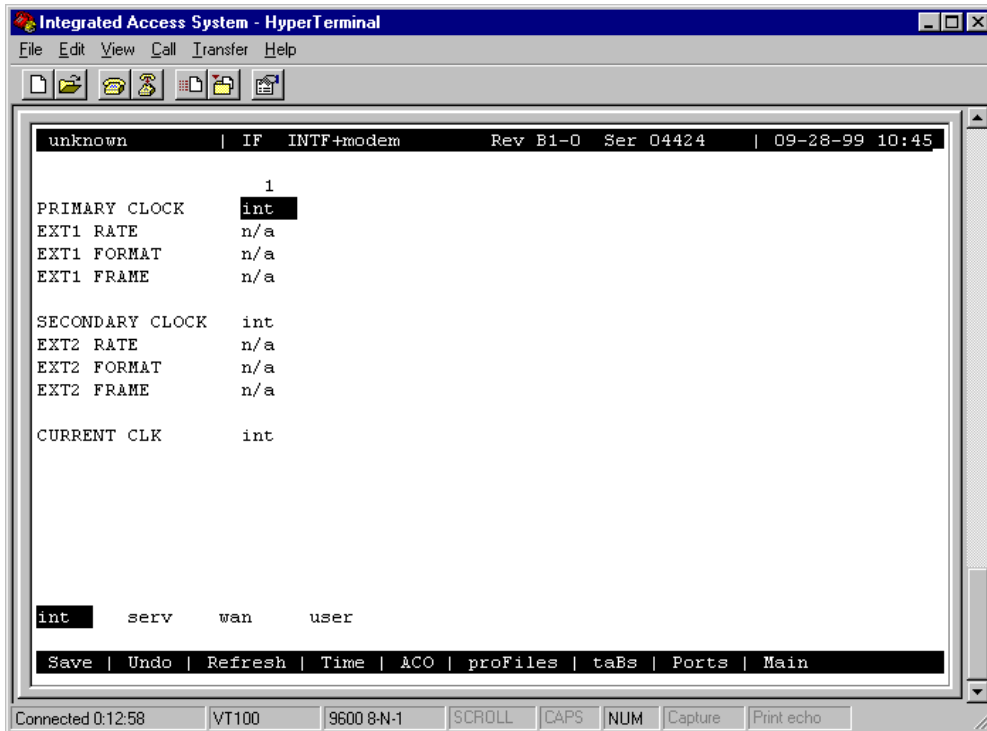 Integrated Access System - HyperTerminal
File Edit View Call Transfer Help
unknown | IF INTF+modem Rev B1-0 Ser 04424 | 09-28-99 10:45
1
PRIMARY CLOCK int
EXT1 RATE n/a
EXT1 FORMAT n/a
EXT1 FRAME n/a
SECONDARY CLOCK int
EXT2 RATE n/a
EXT2 FORMAT n/a
EXT2 FRAME n/a
CURRENT CLK int
int serv wan user
Save | Undo | Refresh | Time | ACO | proFiles | taBs | Ports | Main
Connected 0:12:58 VT100 9600 8-N-1 SCROLL CAPS NUM Capture Print echo